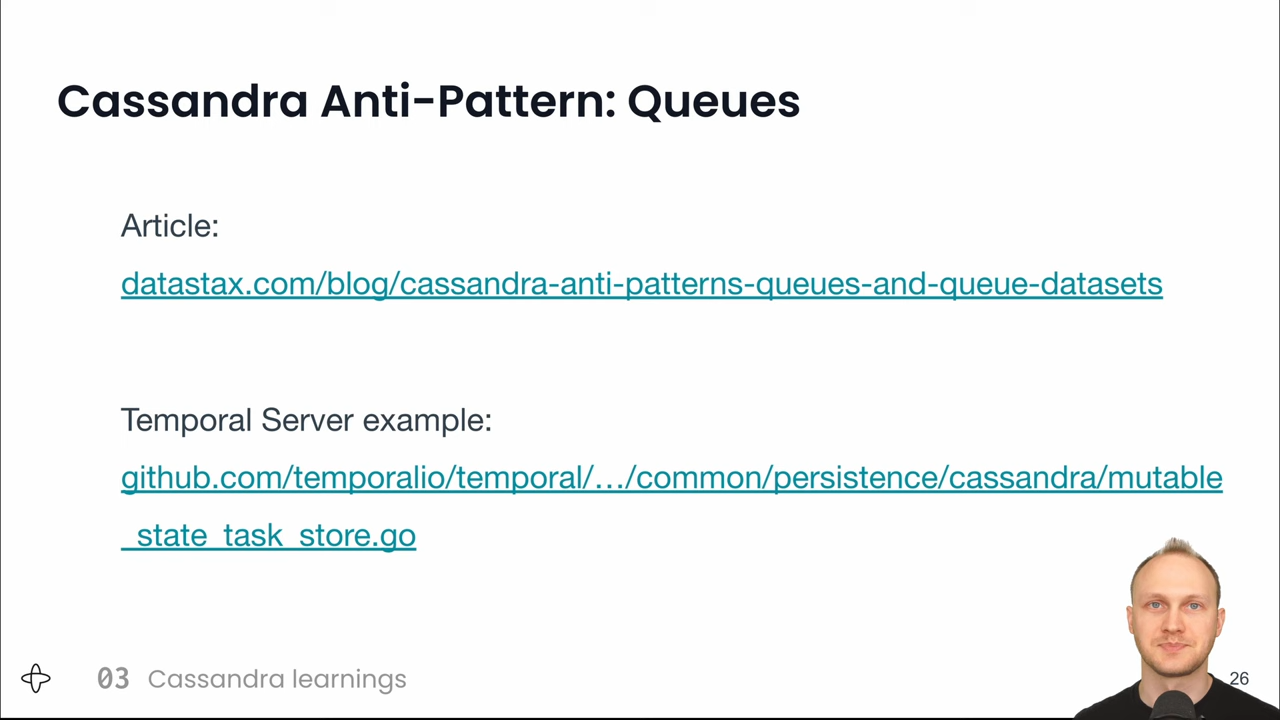 Cassandra Anti-Pattern: Queues
Article:
datastax.com/blog/cassandra-anti-patterns-queues-and-queue-datasets
Temporal Server example:
github.com/temporalio/temporal/…/common/persistence/cassandra/mutable
_state_task_store.go
03 Cassandra learnings
26